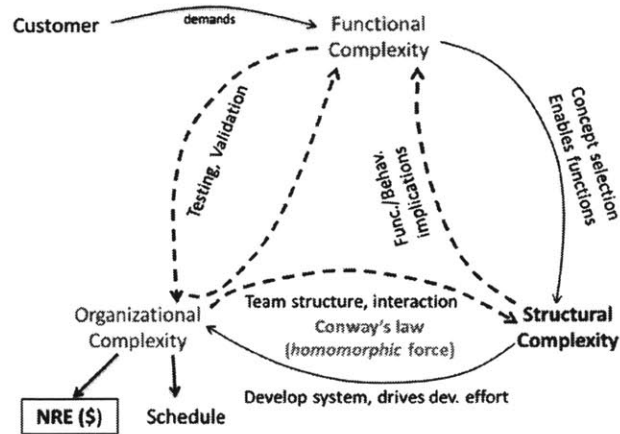 Customer
demands
Functional
Complexity
Testing, Validation
Func./Behav.
implications
Concept selection
Enables functions
Organizational
Complexity
Team structure, interaction
Conway's law
(homomorphic force)
Structural
Complexity
Develop system, drives dev. effort
NRE ($)
Schedule